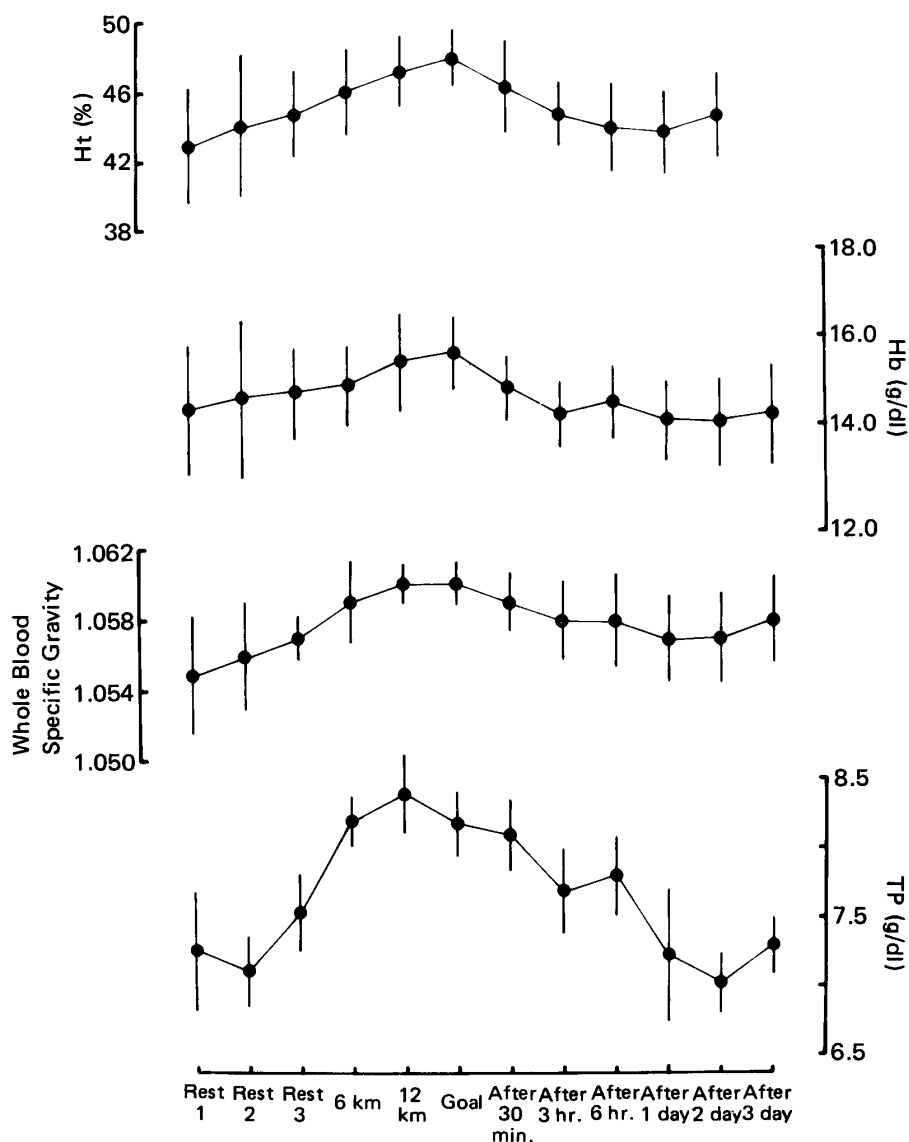 50
46
42
38
Ht (%)
18.0
16.0
14.0
12.0
Hb (g/dl)
1.062
1.058
1.054
1.050
Whole Blood
Specific Gravity
8.5
7.5
6.5
TP (g/dl)
Rest
1
Rest
2
Rest
3
6 km
12
km
Goal
After
30
min.
After
3 hr.
After
6 hr.
After
1 day
After
2 day
After
3 day